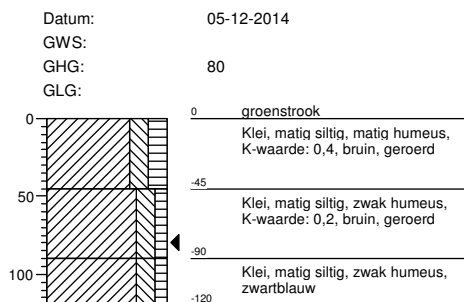 Datum: 05-12-2014
GWS:
GHG: 80
GLG:
0 0 groenstrook
Klei, matig siltig, matig humeus,
K-waarde: 0,4, bruin, geroerd
-45
50 Klei, matig siltig, zwak humeus,
K-waarde: 0,2, bruin, geroerd
-90
100 Klei, matig siltig, zwak humeus,
zwartblauw
-120